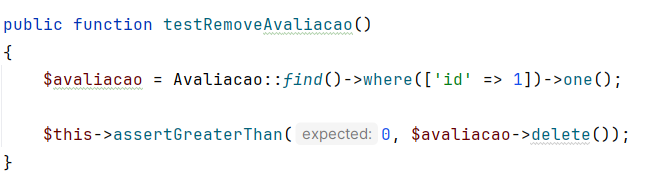 public function testRemoveAvaliacao()
{
    $avaliacao = Avaliacao::find()->where(['id' => 1])->one();

    $this->assertGreaterThan( expected: 0, $avaliacao->delete());
}